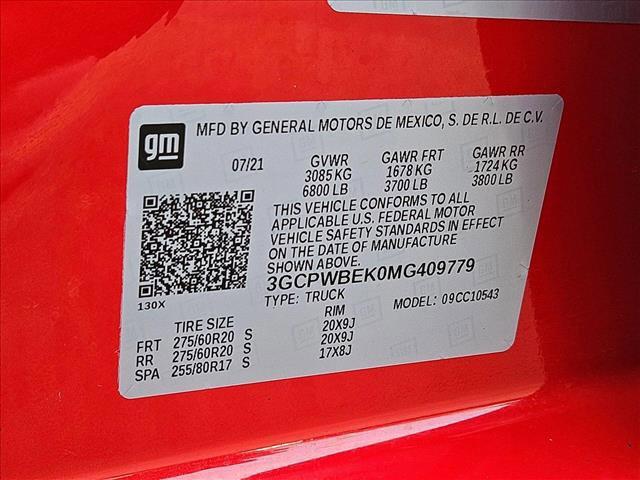 gm
MFD BY GENERAL MOTORS DE MEXICO, S. DE R.L. DE C.V.
07/21 GVWR GAWR FRT GAWR RR
3085 KG 1678 KG 1724 KG
6800 LB 3700 LB 3800 LB
THIS VEHICLE CONFORMS TO ALL
APPLICABLE U.S. FEDERAL MOTOR
VEHICLE SAFETY STANDARDS IN EFFECT
ON THE DATE OF MANUFACTURE
SHOWN ABOVE.
3GCPWBEK0MG409779
130X
TYPE: TRUCK MODEL: 09CC10543
TIRE SIZE RIM
FRT 275/60R20 S 20X9J
RR 275/60R20 S 20X9J
SPA 255/80R17 S 17X8J